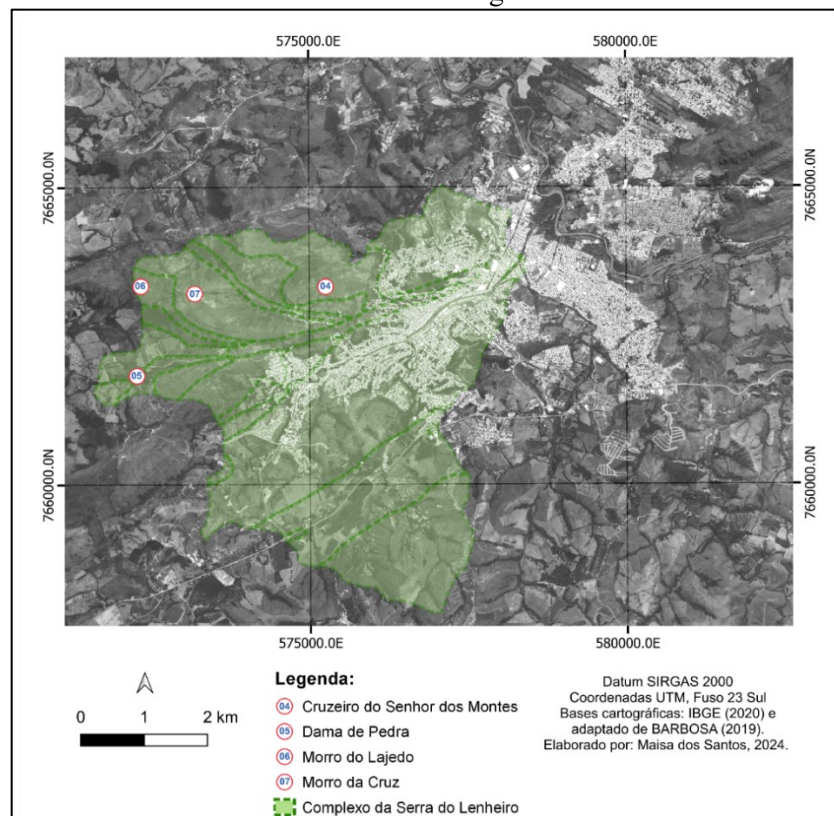 575000.0E 580000.0E
7665000.0N 7665000.0N
06 07 04
05
7660000.0N 7660000.0N
575000.0E 580000.0E
Legenda:
04 Cruzeiro do Senhor dos Montes
05 Dama de Pedra
06 Morro do Lajedo
07 Morro da Cruz
Complexo da Serra do Lenheiro
0 1 2 km
Datum SIRGAS 2000
Coordenadas UTM, Fuso 23 Sul
Bases cartográficas: IBGE (2020) e
adaptado de BARBOSA (2019).
Elaborado por: Maisa dos Santos, 2024.